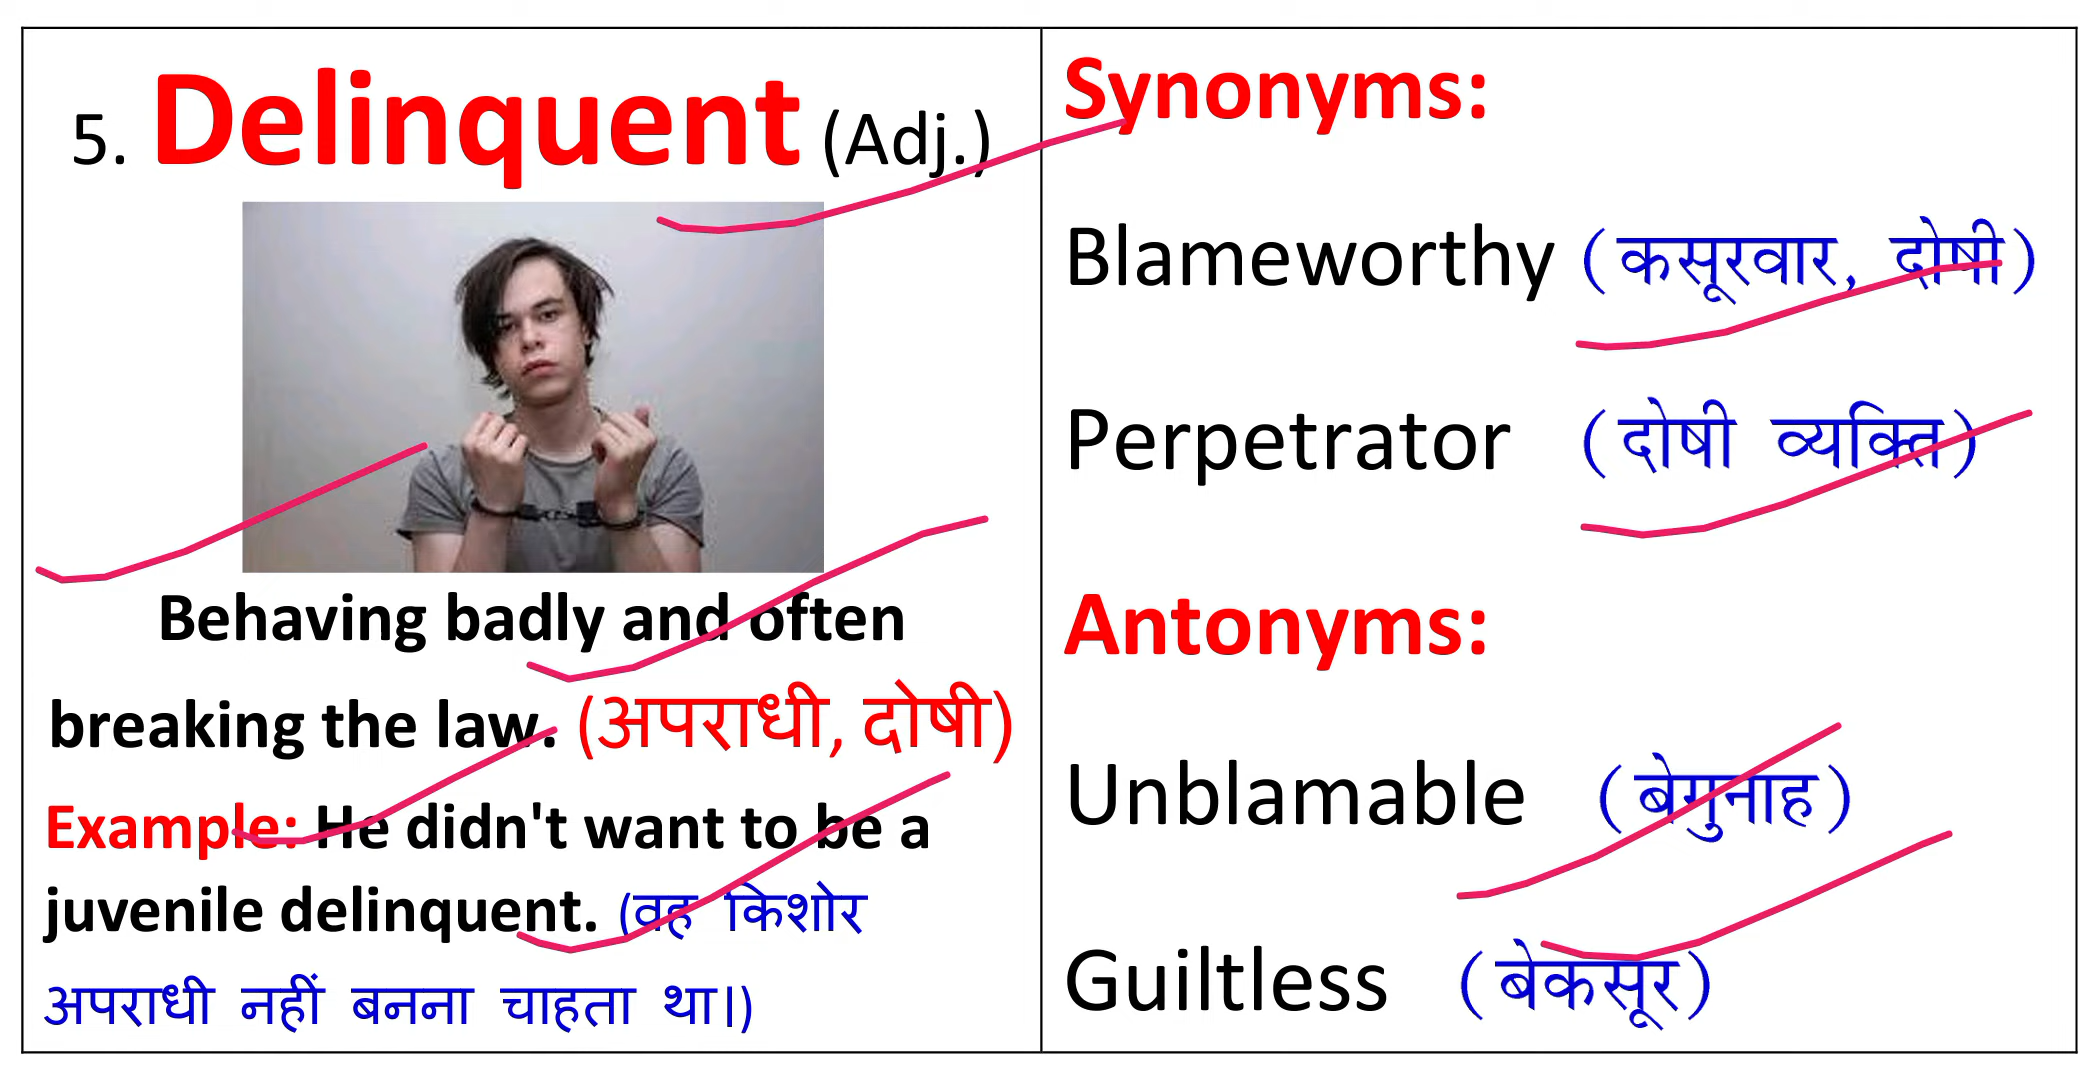 5. Delinquent (Adj.)
Behaving badly and often
breaking the law. (अपराधी, दोषी)
Example: He didn't want to be a
juvenile delinquent. (वह किशोर
अपराधी नहीं बनना चाहता था।)
Synonyms:
Blameworthy (कसूरवार, दोषी)
Perpetrator (दोषी व्यक्ति)
Antonyms:
Unblamable (बेगुनाह)
Guiltless (बेकसूर)